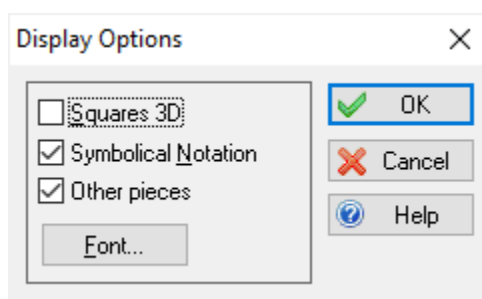 Display Options
Squares 3D
Symbolical Notation
Other pieces
Font...
OK
Cancel
Help